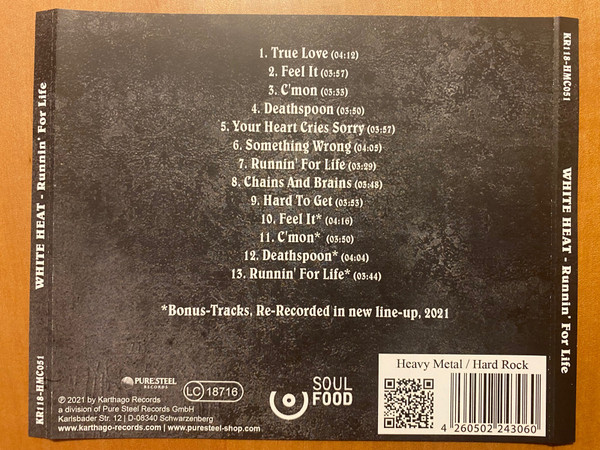 KR118-HMC051
WHITE HEAT - Runnin' For Life
1. True Love (04:12)
2. Feel It (03:57)
3. C'mon (03:33)
4. Deathspoon (03:50)
5. Your Heart Cries Sorry (03:57)
6. Something Wrong (04:05)
7. Runnin' For Life (03:29)
8. Chains And Brains (03:48)
9. Hard To Get (03:53)
10. Feel It* (04:16)
11. C'mon* (03:50)
12. Deathspoon* (04:04)
13. Runnin' For Life* (03:44)
*Bonus-Tracks, Re-Recorded in new line-up, 2021
PURE STEEL
RECORDS
LC 18716
SOUL
FOOD
Heavy Metal / Hard Rock
4 260502 243060
℗ 2021 by Karthago Records
a division of Pure Steel Records GmbH
Karlsbader Str. 12 | D-08340 Schwarzenberg
www.karthago-records.com | www.puresteel-shop.com
KR118-HMC051
WHITE HEAT - Runnin' For Life